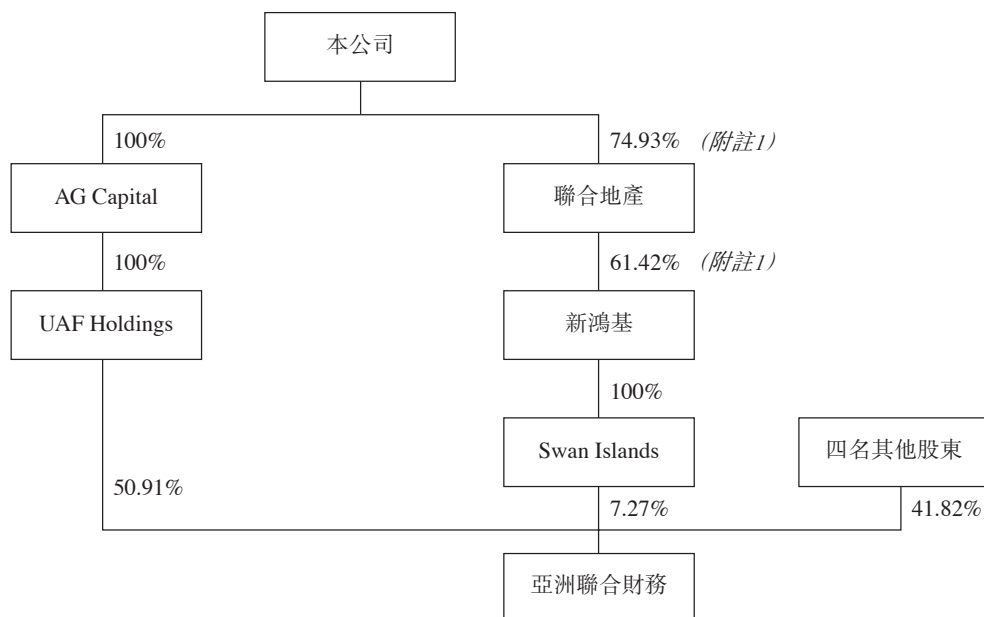 本公司
100%
74.93% （附註1）
AG Capital
聯合地產
100%
61.42% （附註1）
UAF Holdings
新鴻基
100%
Swan Islands
四名其他股東
50.91%
7.27%
41.82%
亞洲聯合財務